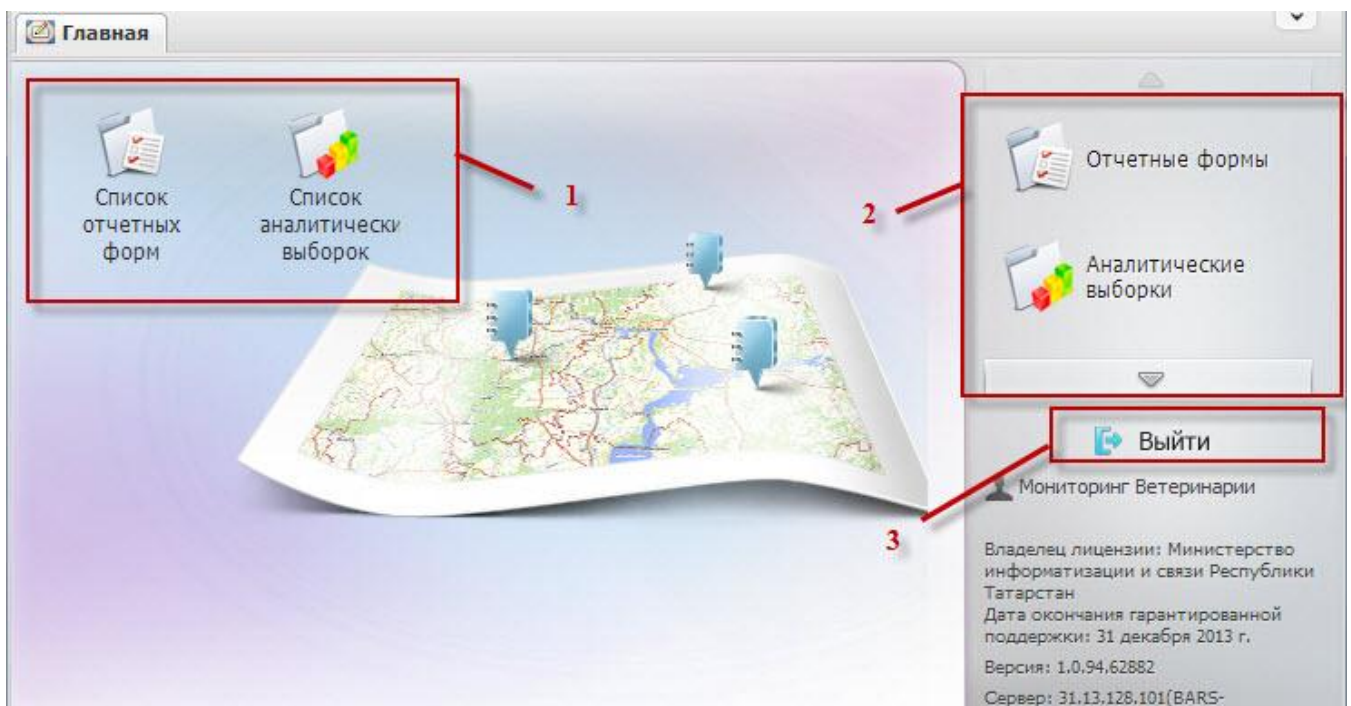 Главная
Список
отчетных
форм
Список
аналитически
выборок
1
2
Отчетные формы
Аналитические
выборки
Выйти
3
Мониторинг Ветеринарии
Владелец лицензии: Министерство
информатизации и связи Республики
Татарстан
Дата окончания гарантированной
поддержки: 31 декабря 2013 г.
Версия: 1.0.94.62882
Сервер: 31.13.128.101(BARS-